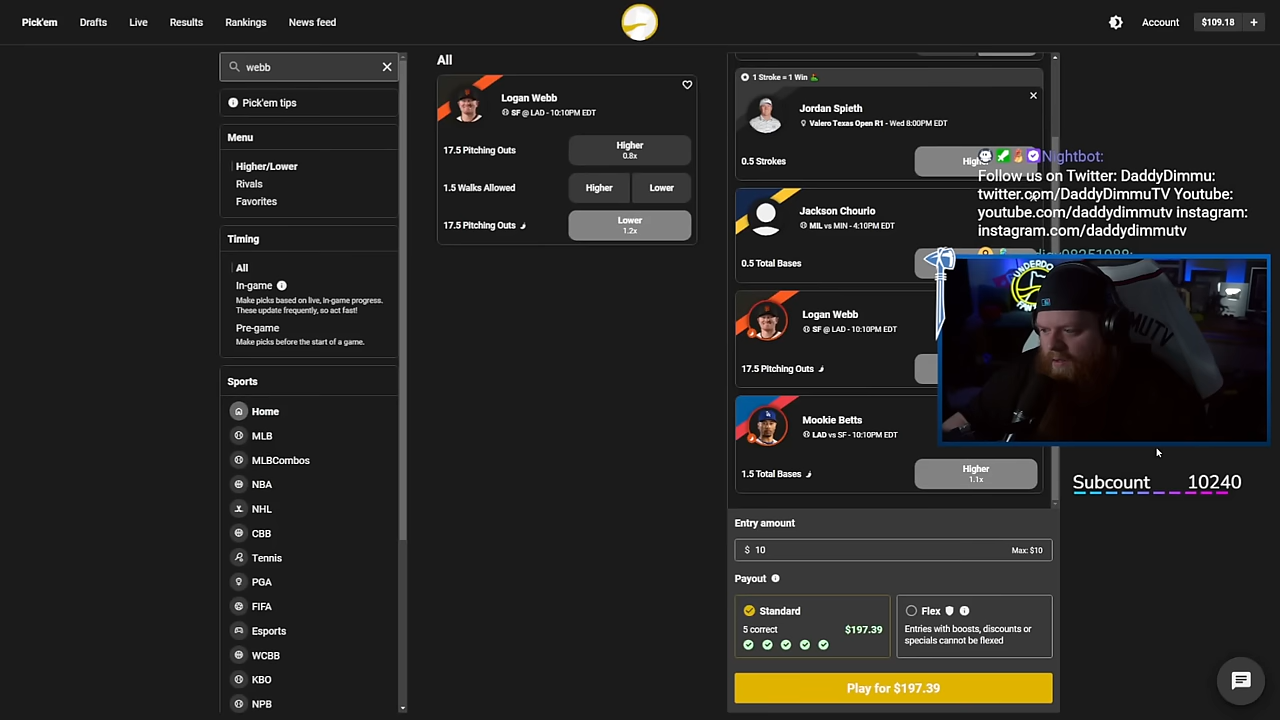 Pick'em
Drafts
Live
Results
Rankings
News feed
Account
$109.18
+
webb
Pick'em tips
Menu
Higher/Lower
Rivals
Favorites
Timing
All
In-game
Make picks based on live, in-game progress.
These update frequently, so act fast!
Pre-game
Make picks before the start of a game.
Sports
Home
MLB
MLBCombos
NBA
NHL
CBB
Tennis
PGA
FIFA
Esports
WCBB
KBO
NPB
All
Logan Webb
SF @ LAD - 10:10PM EDT
17.5 Pitching Outs
Higher
0.8x
1.5 Walks Allowed
Higher
Lower
17.5 Pitching Outs
Lower
1.2x
1 Stroke = 1 Win
Jordan Spieth
Valero Texas Open R1 - Wed 8:00PM EDT
0.5 Strokes
Jackson Chourio
MIL vs MIN - 4:10PM EDT
0.5 Total Bases
Logan Webb
SF @ LAD - 10:10PM EDT
17.5 Pitching Outs
Mookie Betts
LAD vs SF - 10:10PM EDT
1.5 Total Bases
Higher
1.1x
Entry amount
$ 10
Max: $10
Payout
Standard
5 correct
$197.39
Flex
Entries with boosts, discounts or
specials cannot be flexed
Play for $197.39
Nightbot:
Follow us on Twitter: DaddyDimmu:
twitter.com/DaddyDimmuTV Youtube:
youtube.com/daddydimmutv instagram:
instagram.com/daddydimmutv
UNDERDO
MUTV
Subcount 10240